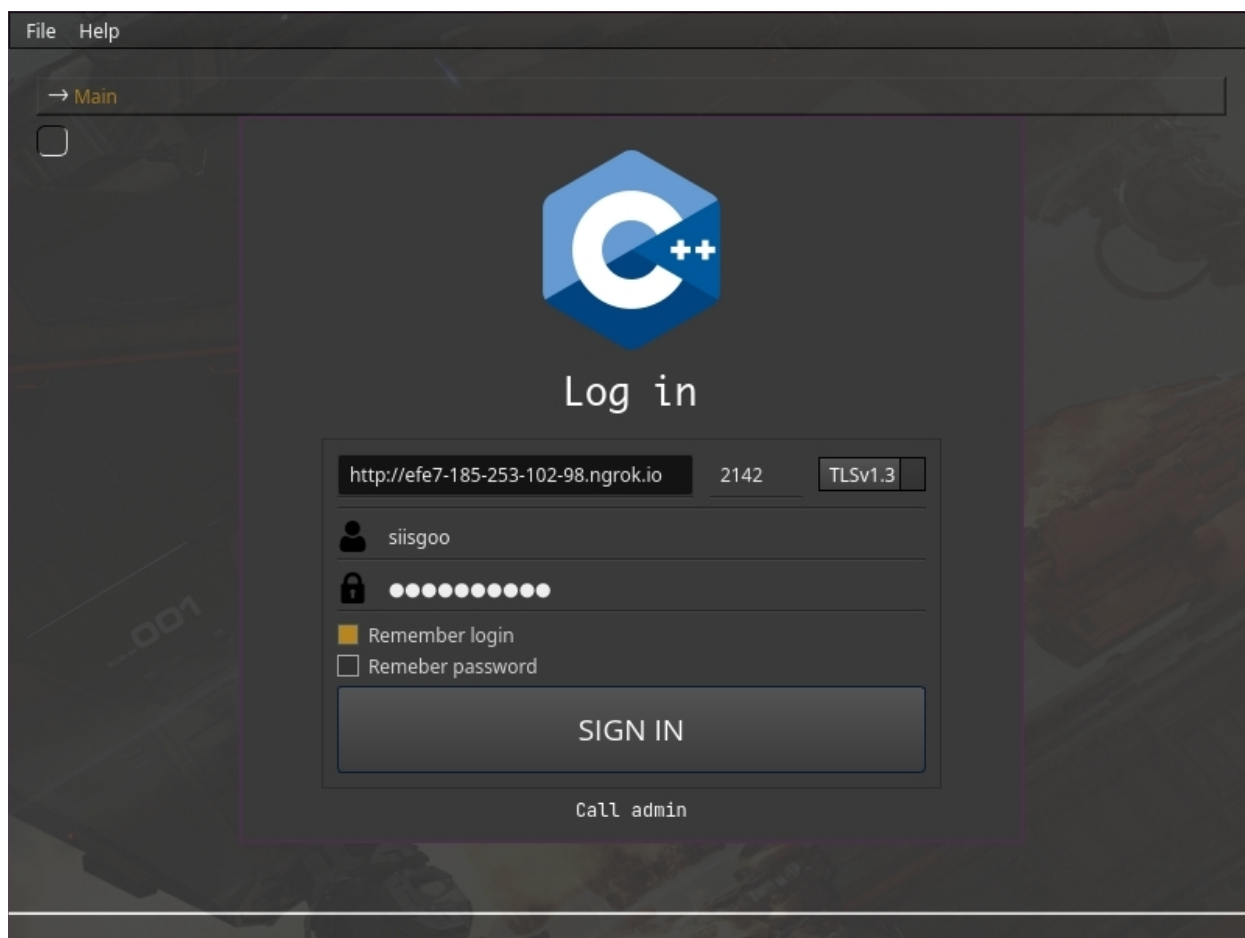 File Help
→ Main
C++
Log in
http://efe7-185-253-102-98.ngrok.io 2142 TLSv1.3
siisgoo
●●●●●●●●●●
Remember login
Remeber password
001
SIGN IN
Call admin